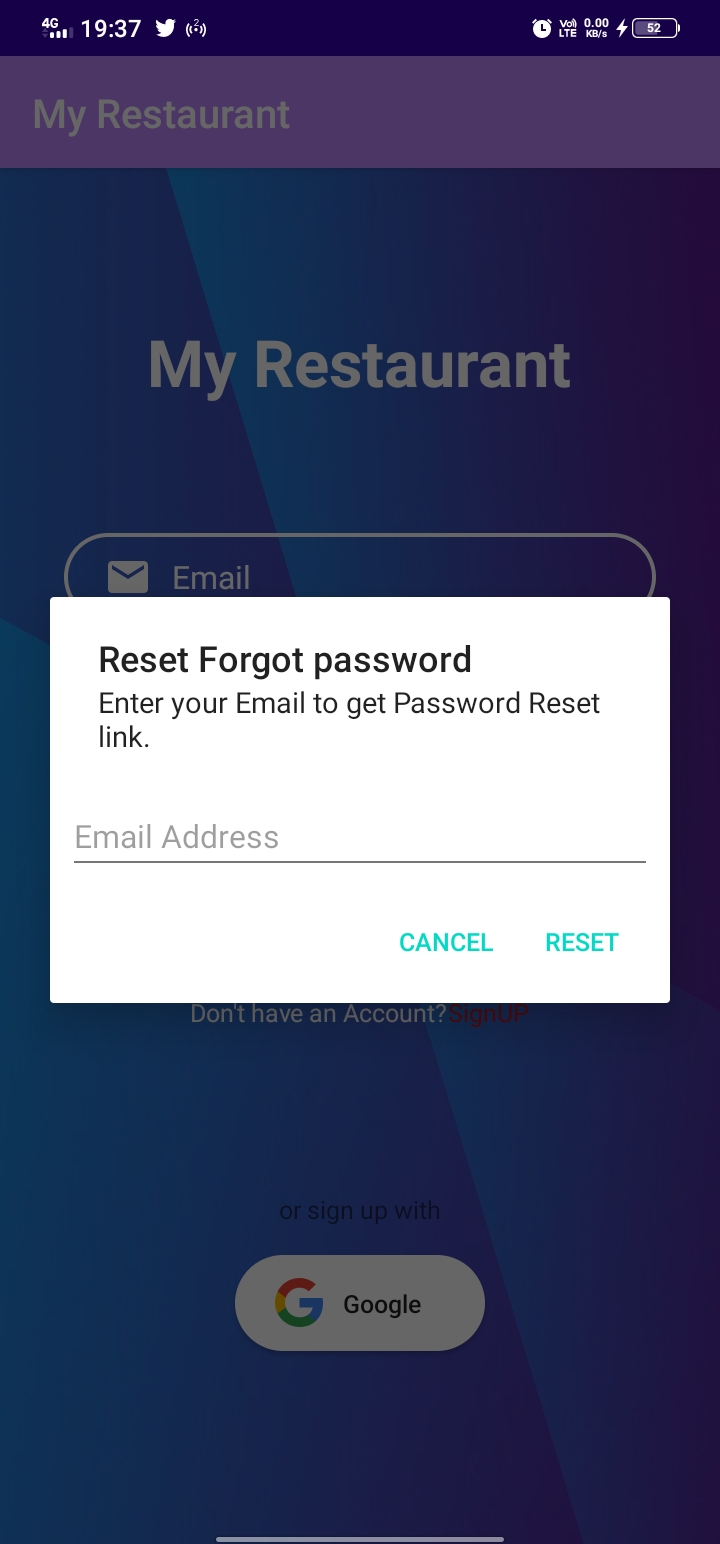 4G 19:37 2 Vo) LTE 0.00 KB/s 52
My Restaurant
My Restaurant
Email
Reset Forgot password
Enter your Email to get Password Reset
link.
Email Address
CANCEL RESET
Don't have an Account?SignUP
or sign up with
G Google